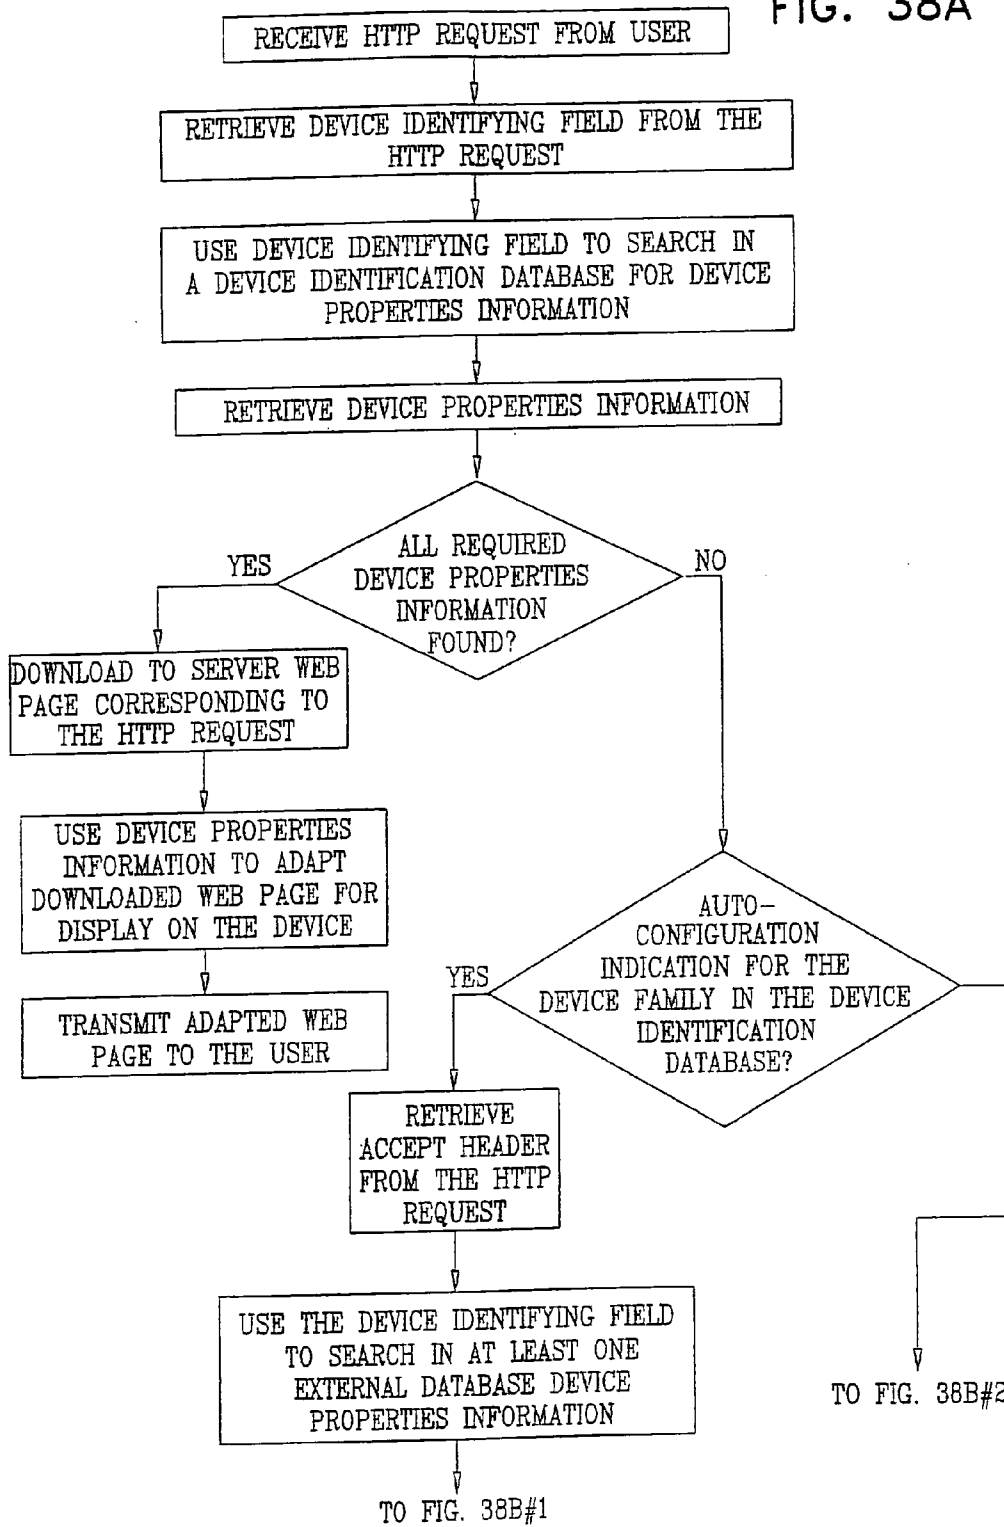 FIG. 38A
RECEIVE HTTP REQUEST FROM USER
RETRIEVE DEVICE IDENTIFYING FIELD FROM THE
HTTP REQUEST
USE DEVICE IDENTIFYING FIELD TO SEARCH IN
A DEVICE IDENTIFICATION DATABASE FOR DEVICE
PROPERTIES INFORMATION
RETRIEVE DEVICE PROPERTIES INFORMATION
ALL REQUIRED
DEVICE PROPERTIES
INFORMATION
FOUND?
YES
NO
DOWNLOAD TO SERVER WEB
PAGE CORRESPONDING TO
THE HTTP REQUEST
USE DEVICE PROPERTIES
INFORMATION TO ADAPT
DOWNLOADED WEB PAGE FOR
DISPLAY ON THE DEVICE
TRANSMIT ADAPTED WEB
PAGE TO THE USER
AUTO-
CONFIGURATION
INDICATION FOR THE
DEVICE FAMILY IN THE DEVICE
IDENTIFICATION
DATABASE?
YES
RETRIEVE
ACCEPT HEADER
FROM THE HTTP
REQUEST
USE THE DEVICE IDENTIFYING FIELD
TO SEARCH IN AT LEAST ONE
EXTERNAL DATABASE DEVICE
PROPERTIES INFORMATION
TO FIG. 38B#2
TO FIG. 38B#1